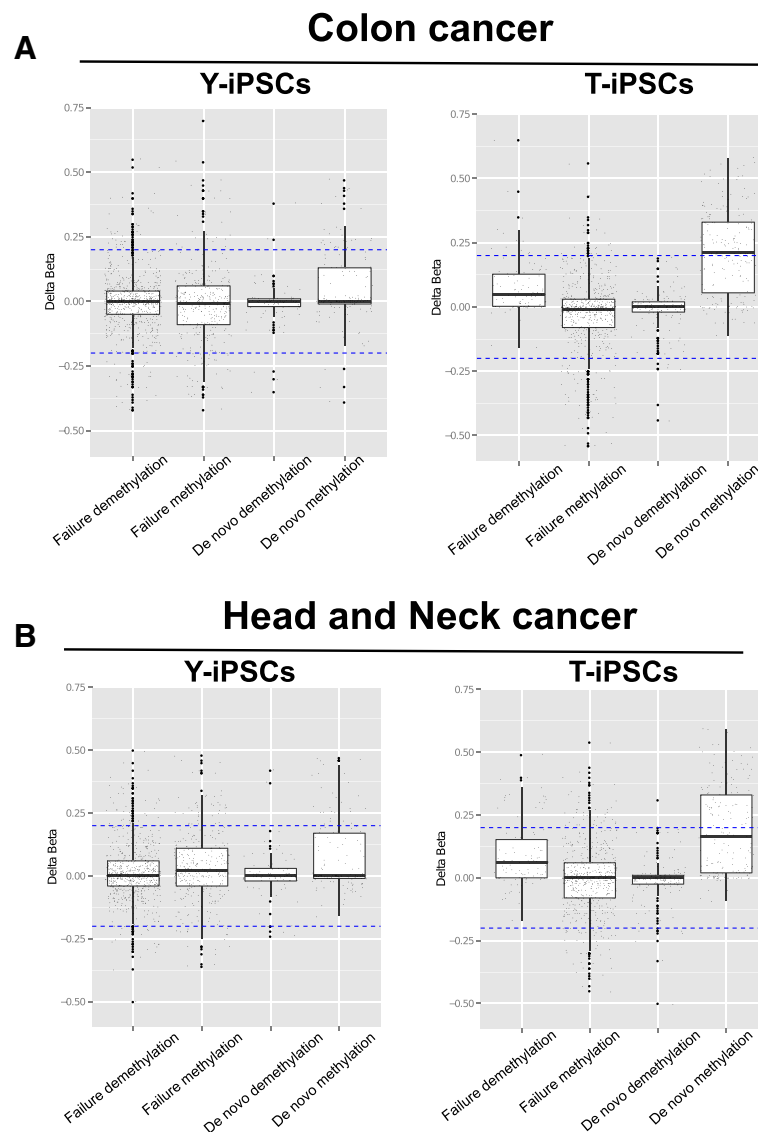 A
Colon cancer
Y-iPSCs
T-iPSCs
Delta Beta
0.75
0.50
0.25
0.00
−0.25
−0.50
Failure demethylation
Failure methylation
De novo demethylation
De novo methylation
Delta Beta
0.75
0.50
0.25
0.00
−0.25
−0.50
Failure demethylation
Failure methylation
De novo demethylation
De novo methylation
B
Head and Neck cancer
Y-iPSCs
T-iPSCs
Delta Beta
0.75
0.50
0.25
0.00
−0.25
−0.50
Failure demethylation
Failure methylation
De novo demethylation
De novo methylation
Delta Beta
0.75
0.50
0.25
0.00
−0.25
−0.50
Failure demethylation
Failure methylation
De novo demethylation
De novo methylation